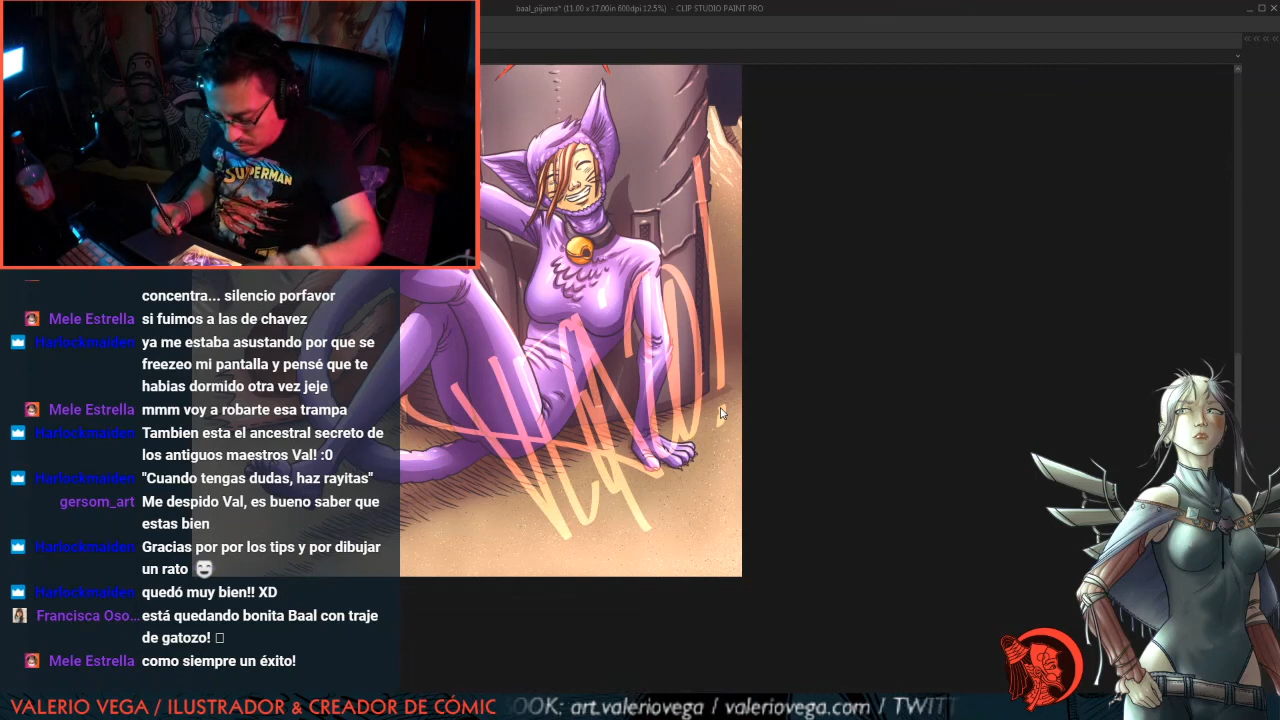 baal_pijama* (11.00 x 17.00in 600dpi 12.5%) - CLIP STUDIO PAINT PRO
SUPERMAN
concentra... silencio porfavor
Mele Estrella si fuimos a las de chavez
Harlockmaiden ya me estaba asustando por que se
freezeo mi pantalla y pensé que te
habias dormido otra vez jeje
Mele Estrella mmm voy a robarte esa trampa
Harlockmaiden Tambien esta el ancestral secreto de
los antiguos maestros Val! :0
Harlockmaiden "Cuando tengas dudas, haz rayitas"
gersom_art Me despido Val, es bueno saber que
estas bien
Harlockmaiden Gracias por por los tips y por dibujar
un rato
Harlockmaiden quedó muy bien!! XD
Francisca Oso... está quedando bonita Baal con traje
de gatozo!
Mele Estrella como siempre un éxito!
VALERIO VEGA / ILUSTRADOR & CREADOR DE CÓMIC
OOK: art.valeriovega / valeriovega.com / TWITT